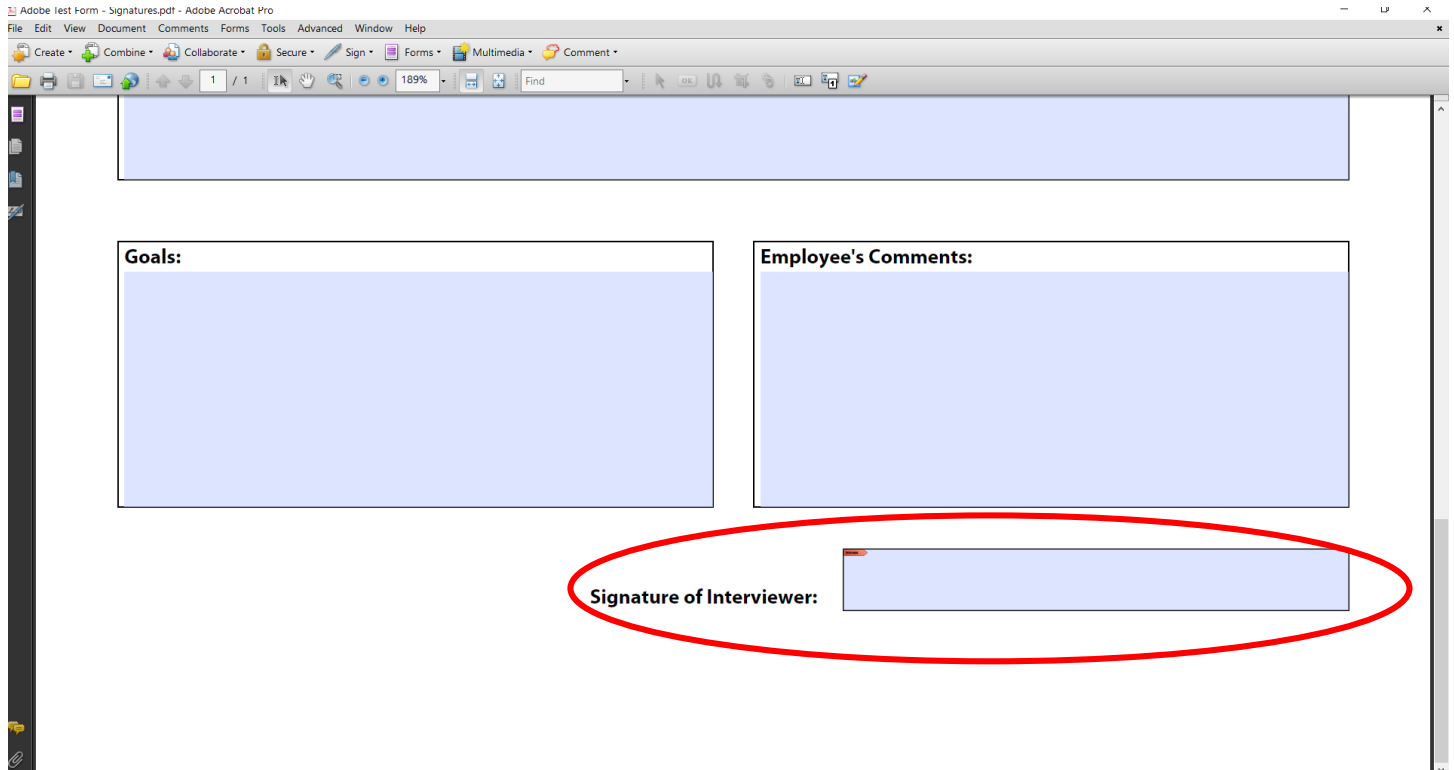 Adobe Test Form - Signatures.pdf - Adobe Acrobat Pro
File Edit View Document Comments Forms Tools Advanced Window Help
Create Combine Collaborate Secure Sign Forms Multimedia Comment
1 / 1 189% Find
Goals:
Employee's Comments:
Signature of Interviewer: